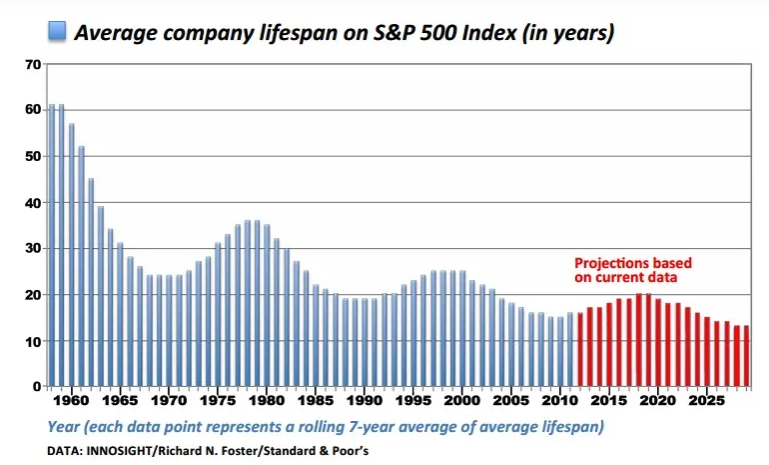 Average company lifespan on S&P 500 Index (in years)
70
60
50
40
30
20
10
0
Projections based
on current data
1960 1965 1970 1975 1980 1985 1990 1995 2000 2005 2010 2015 2020 2025
Year (each data point represents a rolling 7-year average of average lifespan)
DATA: INNOSIGHT/Richard N. Foster/Standard & Poor's